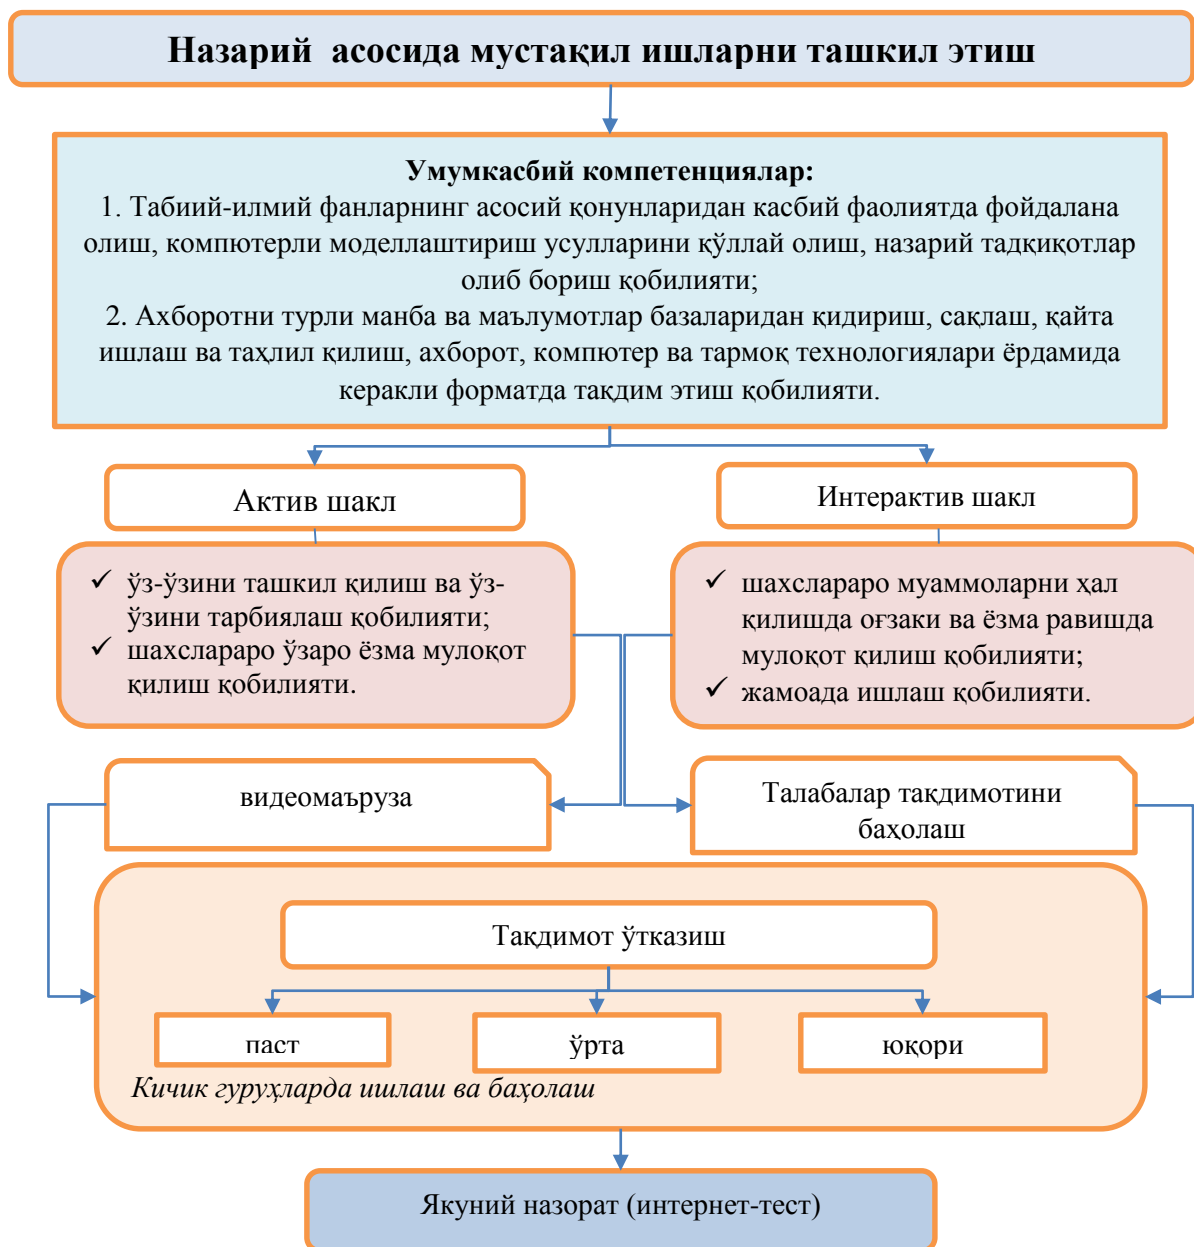 Назарий асосида мустақил ишларни ташкил этиш
Умумкасбий компетенциялар:
1. Табиий-илмий фанларнинг асосий қонунларидан касбий фаолиятда фойдалана
олиш, компютерли моделлаштириш усулларини қўллай олиш, назарий тадқиқотлар
олиб бориш қобилияти;
2. Ахборотни турли манба ва маълумотлар базаларидан қидириш, сақлаш, қайта
ишлаш ва таҳлил қилиш, ахборот, компютер ва тармоқ технологиялари ёрдамида
керакли форматда тақдим этиш қобилияти.
Актив шакл
Интерактив шакл
✓ ўз-ўзини ташкил қилиш ва ўз-
ўзини тарбиялаш қобилияти;
✓ шахслараро ўзаро ёзма мулоқот
қилиш қобилияти.
✓ шахслараро муаммоларни ҳал
қилишда оғзаки ва ёзма равишда
мулоқот қилиш қобилияти;
✓ жамоада ишлаш қобилияти.
видеомаъруза
Талабалар тақдимотини
баҳолаш
Тақдимот ўтказиш
паст
ўрта
юқори
Кичик гуруҳларда ишлаш ва баҳолаш
Якуний назорат (интернет-тест)